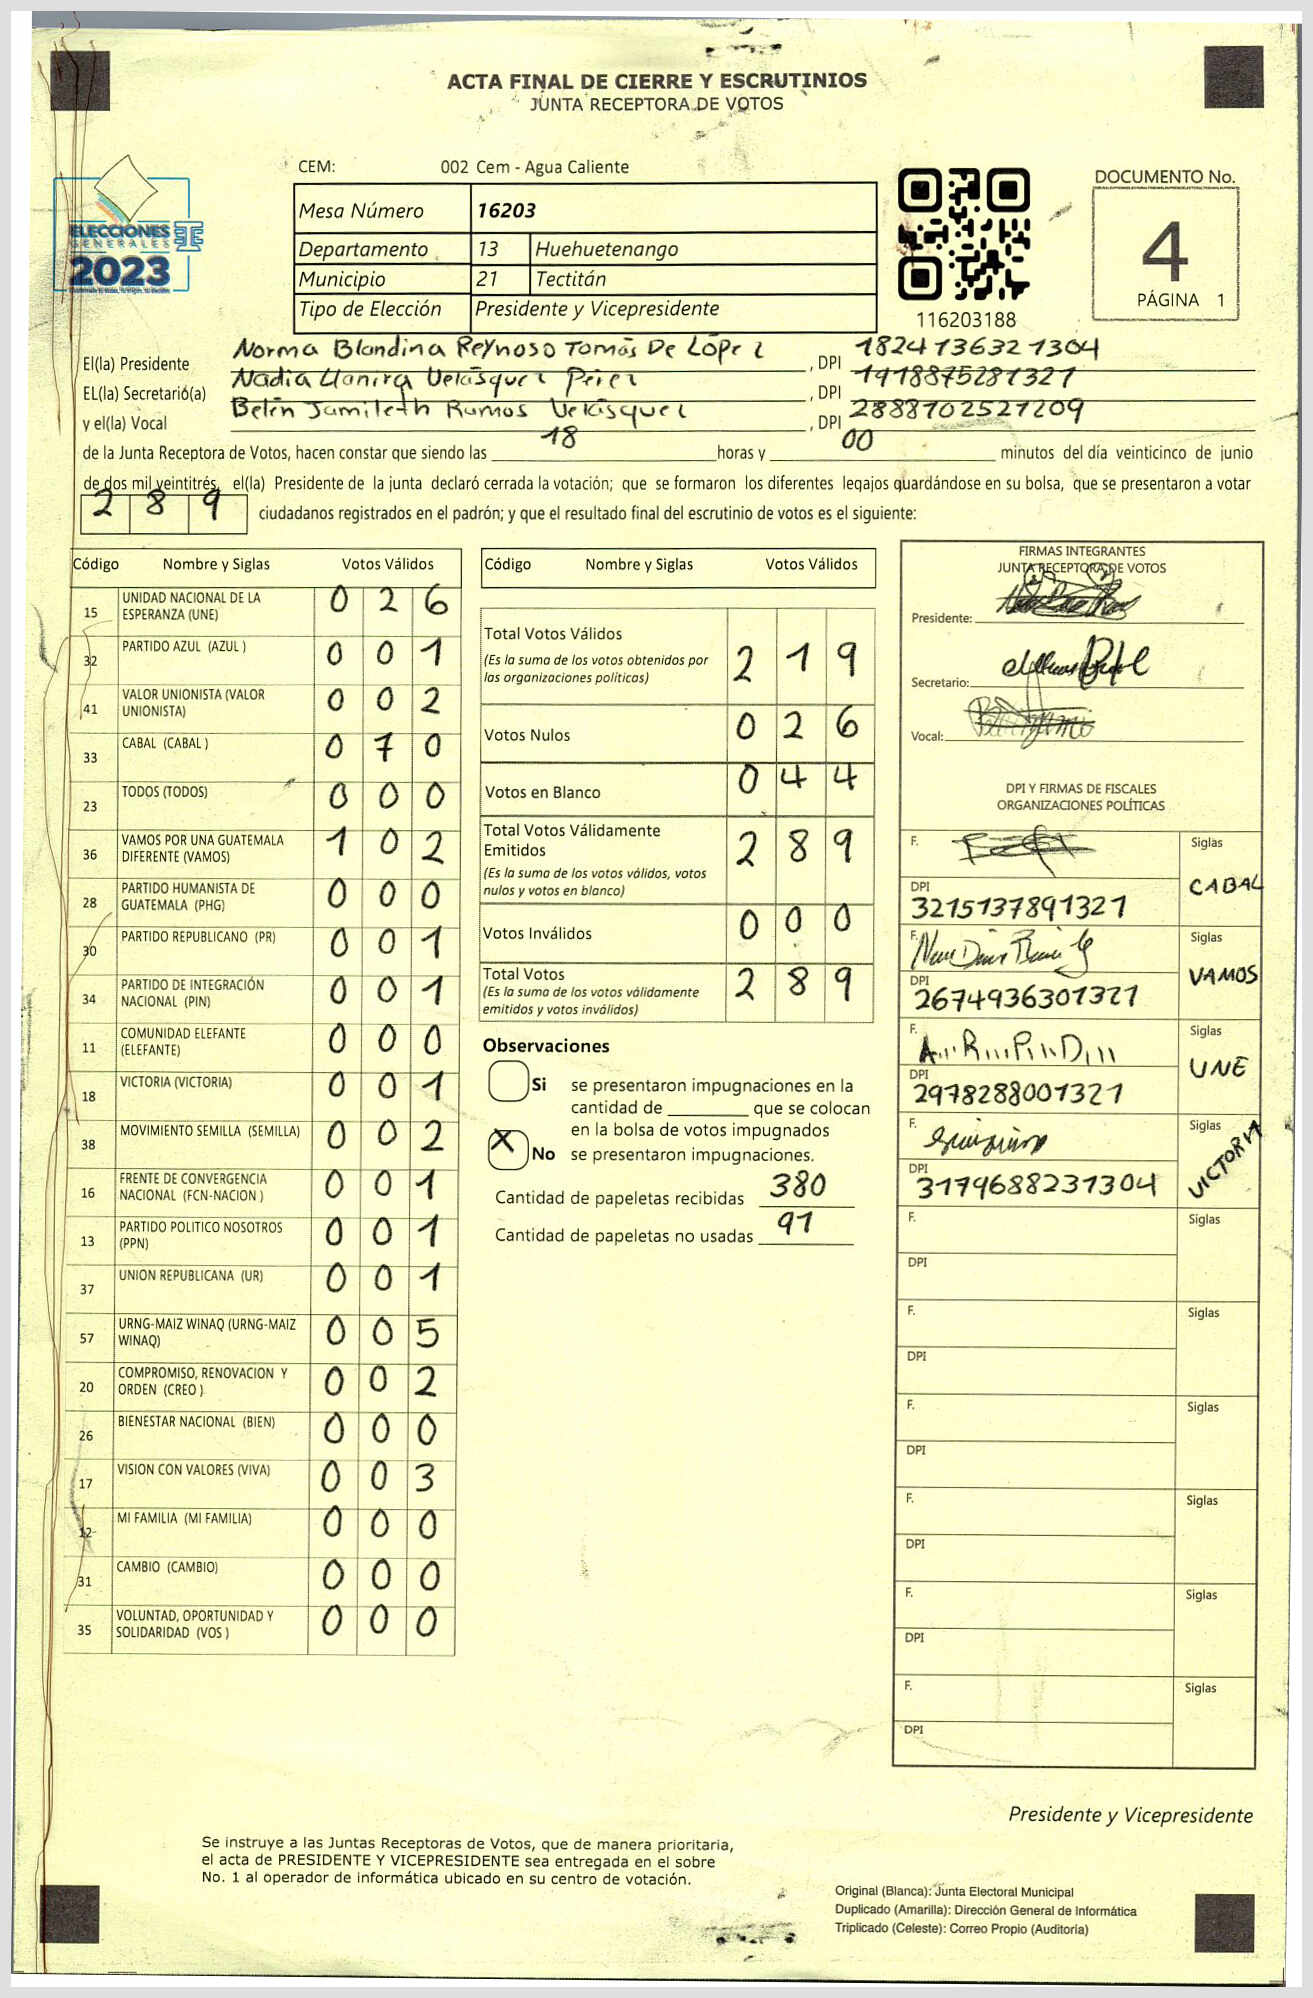 ACTA FINAL DE CIERRE Y ESCRUTINIOS
JUNTA RECEPTORA DE VOTOS
CEM: 002 Cem - Agua Caliente
Mesa Número 16203
Departamento 13 Huehuetenango
Municipio 21 Tectitán
Tipo de Elección Presidente y Vicepresidente
ELECCIONES
GENERALES
2023
116203188
DOCUMENTO No.
4
PÁGINA 1
El(la) Presidente Norma Blandina Reynoso Tomás De López , DPI 1824136321304
EL(la) Secretario(a) Nadia Velásquez Pérez , DPI 1918875281321
y el(la) Vocal Belén Jamileth Ramos Velásquez , DPI 2888102521209
de la Junta Receptora de Votos, hacen constar que siendo las 18 horas y 00 minutos del día veinticinco de junio
de dos mil veintitrés, el(la) Presidente de la junta declaró cerrada la votación; que se formaron los diferentes legajos guardándose en su bolsa, que se presentaron a votar
289 ciudadanos registrados en el padrón; y que el resultado final del escrutinio de votos es el siguiente:
Código Nombre y Siglas Votos Válidos
15 UNIDAD NACIONAL DE LA ESPERANZA (UNE) 0 2 6
32 PARTIDO AZUL (AZUL ) 0 0 1
41 VALOR UNIONISTA (VALOR UNIONISTA) 0 0 2
33 CABAL (CABAL ) 0 7 0
23 TODOS (TODOS) 0 0 0
36 VAMOS POR UNA GUATEMALA DIFERENTE (VAMOS) 1 0 2
28 PARTIDO HUMANISTA DE GUATEMALA (PHG) 0 0 0
30 PARTIDO REPUBLICANO (PR) 0 0 1
34 PARTIDO DE INTEGRACIÓN NACIONAL (PIN) 0 0 1
11 COMUNIDAD ELEFANTE (ELEFANTE) 0 0 0
18 VICTORIA (VICTORIA) 0 0 1
38 MOVIMIENTO SEMILLA (SEMILLA) 0 0 2
16 FRENTE DE CONVERGENCIA NACIONAL (FCN-NACION ) 0 0 1
13 PARTIDO POLITICO NOSOTROS (PPN) 0 0 1
37 UNION REPUBLICANA (UR) 0 0 1
57 URNG-MAIZ WINAQ (URNG-MAIZ WINAQ) 0 0 5
20 COMPROMISO, RENOVACION Y ORDEN (CREO ) 0 0 2
26 BIENESTAR NACIONAL (BIEN) 0 0 0
17 VISION CON VALORES (VIVA) 0 0 3
12 MI FAMILIA (MI FAMILIA) 0 0 0
31 CAMBIO (CAMBIO) 0 0 0
35 VOLUNTAD, OPORTUNIDAD Y SOLIDARIDAD (VOS ) 0 0 0
Código Nombre y Siglas Votos Válidos
Total Votos Válidos 2 1 9
(Es la suma de los votos obtenidos por
las organizaciones políticas)
Votos Nulos 0 2 6
Votos en Blanco 0 4 4
Total Votos Válidamente
Emitidos 2 8 9
(Es la suma de los votos válidos, votos
nulos y votos en blanco)
Votos Inválidos 0 0 0
Total Votos 2 8 9
(Es la suma de los votos válidamente
emitidos y votos inválidos)
Observaciones
Si se presentaron impugnaciones en la
cantidad de ________ que se colocan
en la bolsa de votos impugnados
X No se presentaron impugnaciones.
Cantidad de papeletas recibidas 380
Cantidad de papeletas no usadas 91
FIRMAS INTEGRANTES
JUNTA RECEPTORA DE VOTOS
Presidente:
Secretario:
Vocal:
DPI Y FIRMAS DE FISCALES
ORGANIZACIONES POLÍTICAS
F. Siglas
CABAL
DPI
3215137891321
F. Siglas
VAMOS
DPI
2674936301321
F. Siglas
UNE
DPI
2978288001321
F. Siglas
VICTORIA
DPI
3179688231304
F. Siglas
DPI
F. Siglas
DPI
F. Siglas
DPI
F. Siglas
DPI
F. Siglas
DPI
F. Siglas
DPI
Presidente y Vicepresidente
Se instruye a las Juntas Receptoras de Votos, que de manera prioritaria,
el acta de PRESIDENTE Y VICEPRESIDENTE sea entregada en el sobre
No. 1 al operador de informática ubicado en su centro de votación.
Original (Blanca): Junta Electoral Municipal
Duplicado (Amarilla): Dirección General de Informática
Triplicado (Celeste): Correo Propio (Auditoría)